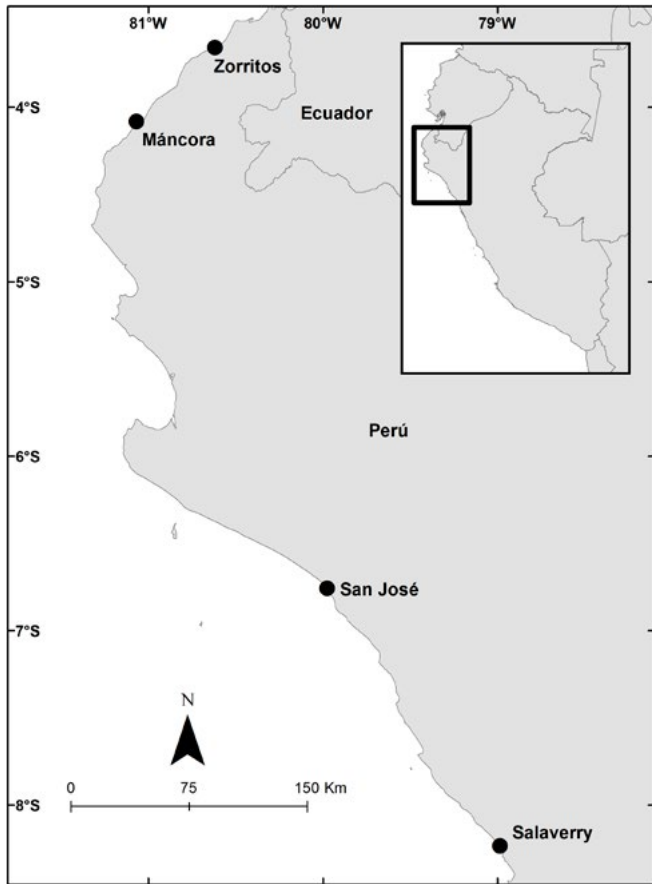 81°W
80°W
79°W
Zorritos
-4°S
Ecuador
Máncora
-5°S
Perú
-6°S
San José
-7°S
N
0
75
150 Km
-8°S
Salaverry